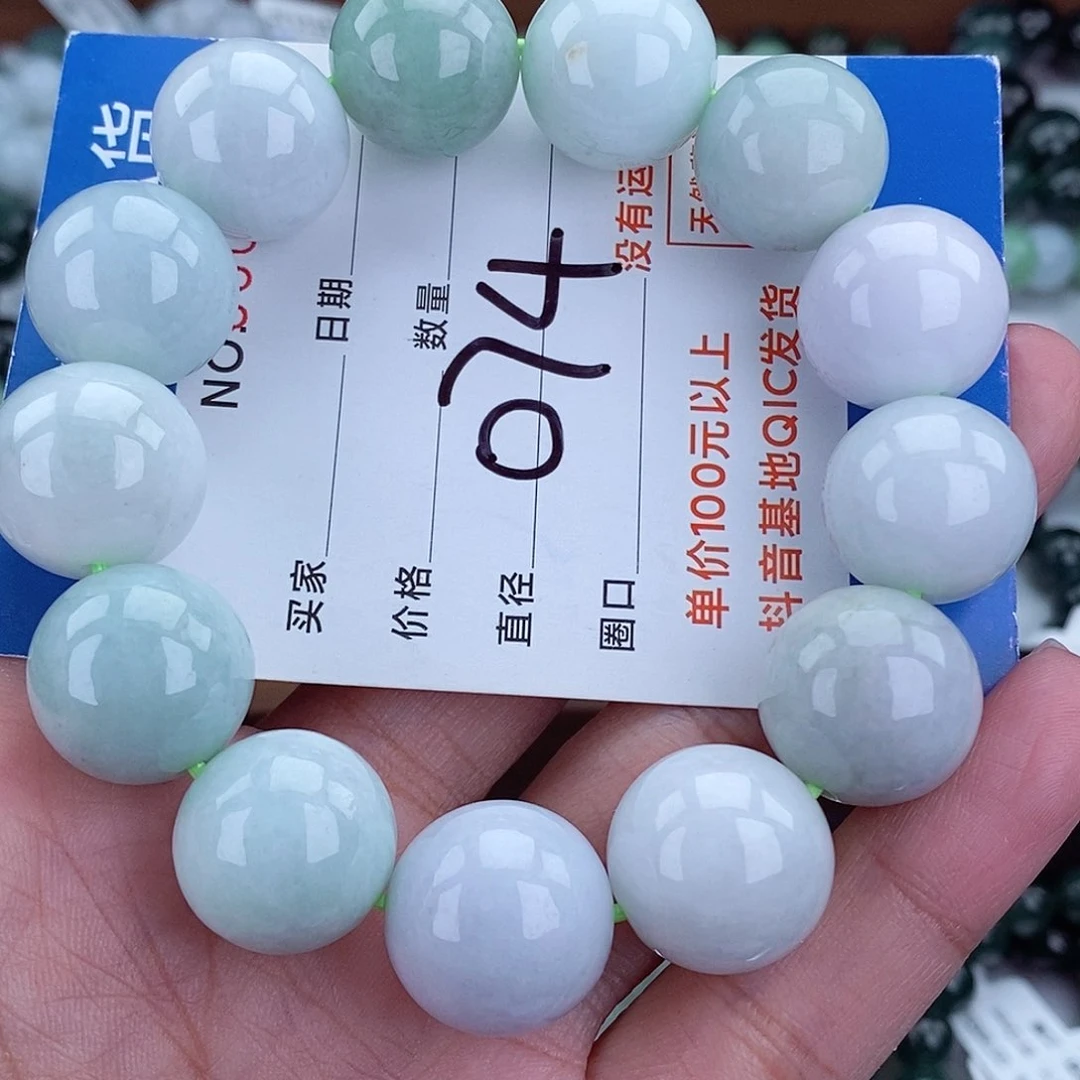 货
NO
买家 日期
价格 数量
直径
圈口
074
没有运
单价100元以上
抖音基地QIC发货